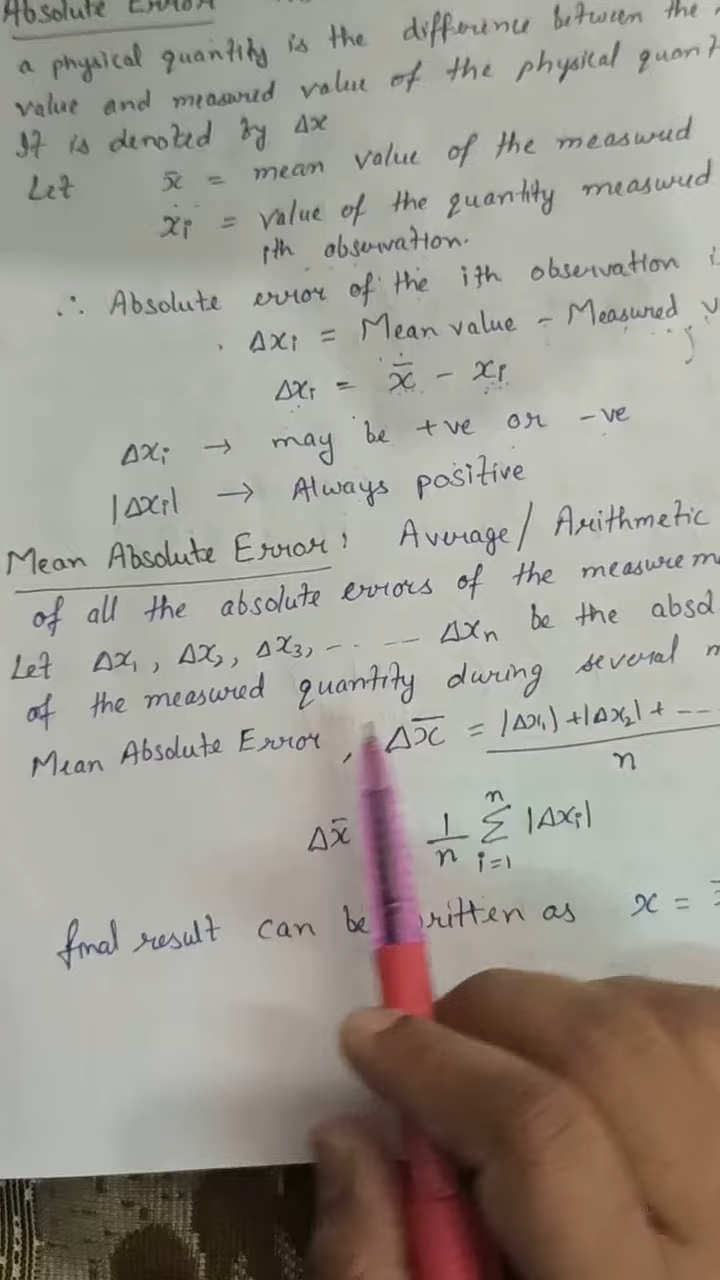 Absolute Error
a physical quantity is the difference between the
value and measured value of the physical quant
It is denoted by Δx
Let x̄ = mean value of the measured
xi = value of the quantity measured
ith observation.
∴ Absolute error of the ith observation i
Δxi = Mean value - Measured v
Δxi = x̄ - xi
Δxi → may be +ve or -ve
|Δxi| → Always positive
Mean Absolute Error: Average/ Arithmetic
of all the absolute errors of the measurem
Let Δx₁, Δx₂, Δx₃, ----- Δxn be the absol
of the measured quantity during several m
Mean Absolute Error, Δx̄ = |Δx₁|+|Δx₂|+ --- / n
Δx̄ 1/n Σ i=1 n |Δxi|
final result can be written as x =